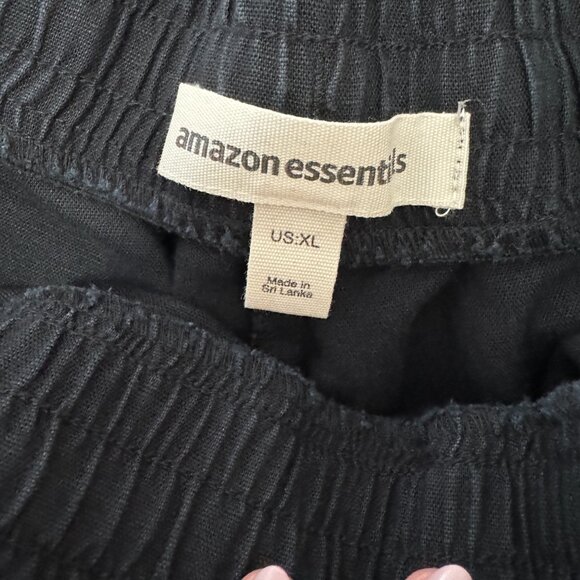 amazon essentials
US:XL
Made in
Sri Lanka